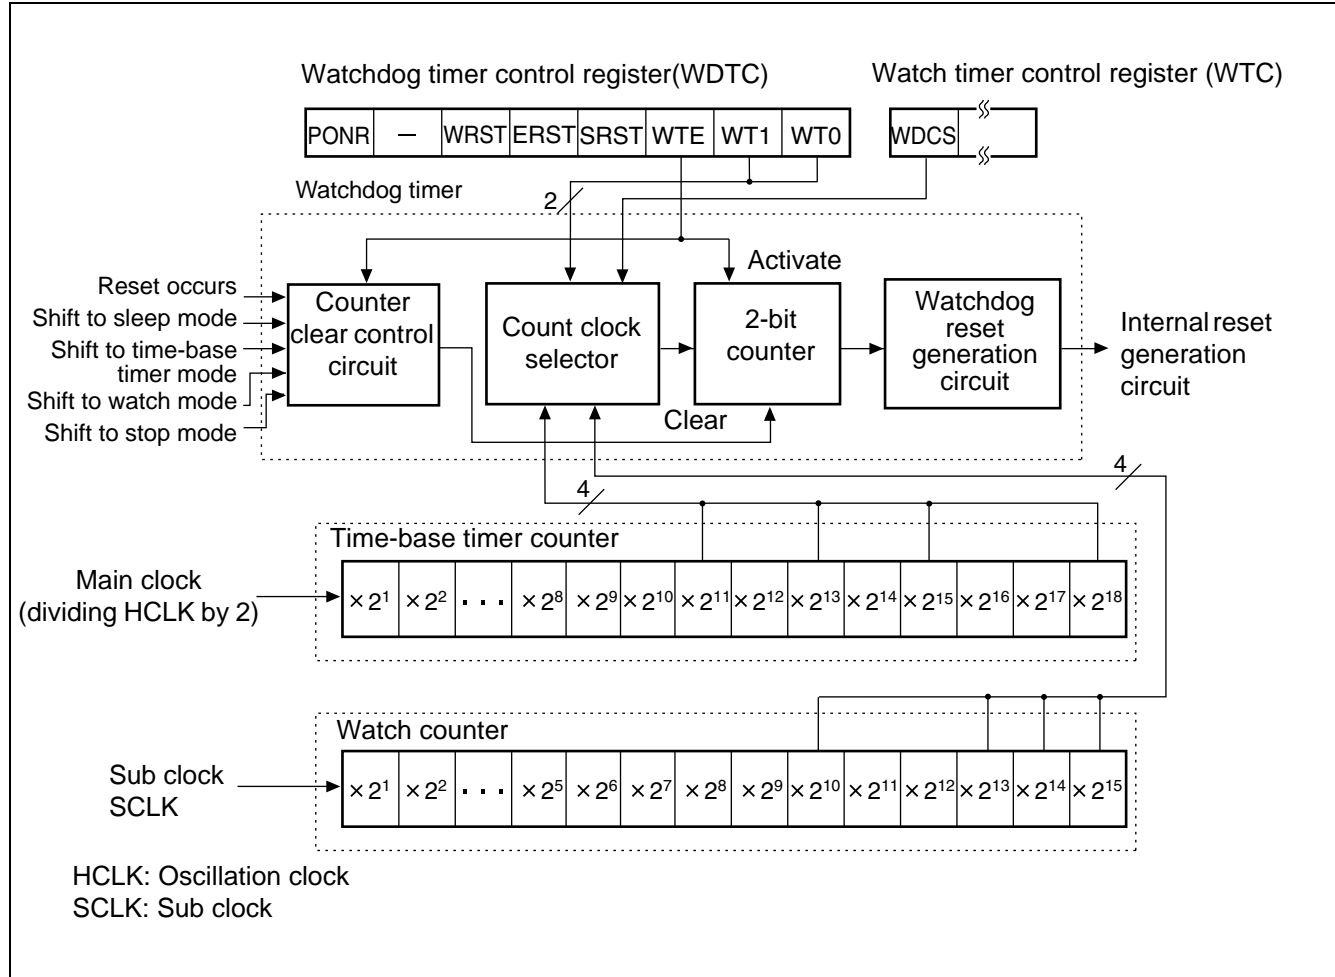 Watchdog timer control register(WDTC)
Watch timer control register (WTC)
PONR — WRST ERST SRST WTE WT1 WT0
WDCS
Watchdog timer
2
Activate
Reset occurs
Shift to sleep mode
Shift to time-base
timer mode
Shift to watch mode
Shift to stop mode
Counter
clear control
circuit
Count clock
selector
2-bit
counter
Watchdog
reset
generation
circuit
Internal reset
generation
circuit
Clear
4
4
Time-base timer counter
Main clock
(dividing HCLK by 2)
×2¹ ×2² · · · ×2⁸ ×2⁹ ×2¹⁰ ×2¹¹ ×2¹² ×2¹³ ×2¹⁴ ×2¹⁵ ×2¹⁶ ×2¹⁷ ×2¹⁸
Watch counter
Sub clock
SCLK
×2¹ ×2² · · · ×2⁵ ×2⁶ ×2⁷ ×2⁸ ×2⁹ ×2¹⁰ ×2¹¹ ×2¹² ×2¹³ ×2¹⁴ ×2¹⁵
HCLK: Oscillation clock
SCLK: Sub clock